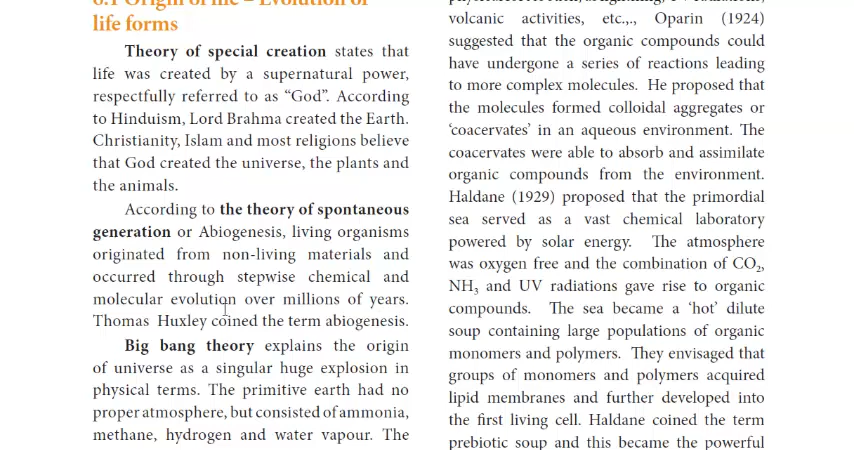 6.1 Origin of life – Evolution of
life forms
Theory of special creation states that
life was created by a supernatural power,
respectfully referred to as “God”. According
to Hinduism, Lord Brahma created the Earth.
Christianity, Islam and most religions believe
that God created the universe, the plants and
the animals.
According to the theory of spontaneous
generation or Abiogenesis, living organisms
originated from non-living materials and
occurred through stepwise chemical and
molecular evolution over millions of years.
Thomas Huxley coined the term abiogenesis.
Big bang theory explains the origin
of universe as a singular huge explosion in
physical terms. The primitive earth had no
proper atmosphere, but consisted of ammonia,
methane, hydrogen and water vapour. The
volcanic activities, etc.,., Oparin (1924)
suggested that the organic compounds could
have undergone a series of reactions leading
to more complex molecules. He proposed that
the molecules formed colloidal aggregates or
‘coacervates’ in an aqueous environment. The
coacervates were able to absorb and assimilate
organic compounds from the environment.
Haldane (1929) proposed that the primordial
sea served as a vast chemical laboratory
powered by solar energy. The atmosphere
was oxygen free and the combination of CO₂,
NH₃ and UV radiations gave rise to organic
compounds. The sea became a ‘hot’ dilute
soup containing large populations of organic
monomers and polymers. They envisaged that
groups of monomers and polymers acquired
lipid membranes and further developed into
the first living cell. Haldane coined the term
prebiotic soup and this became the powerful